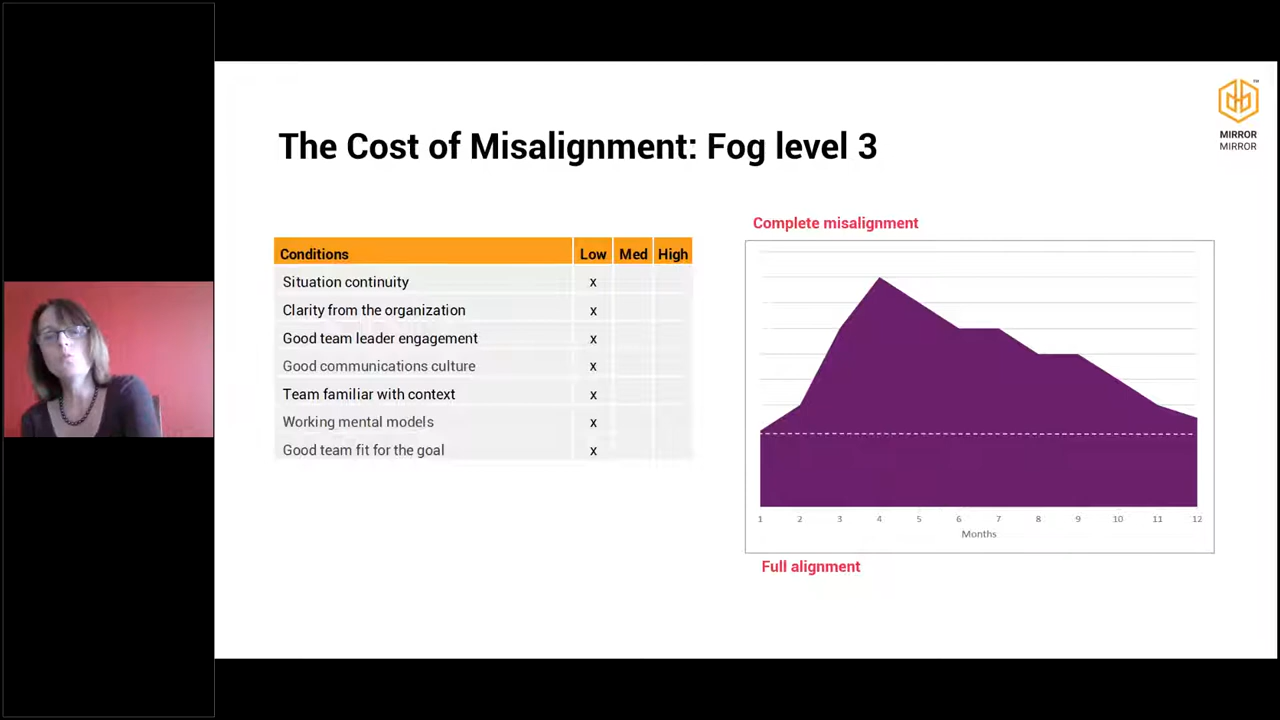 MIRROR
MIRROR
TM
The Cost of Misalignment: Fog level 3
Conditions Low Med High
Situation continuity x
Clarity from the organization x
Good team leader engagement x
Good communications culture x
Team familiar with context x
Working mental models x
Good team fit for the goal x
Complete misalignment
1 2 3 4 5 6 7 8 9 10 11 12
Months
Full alignment